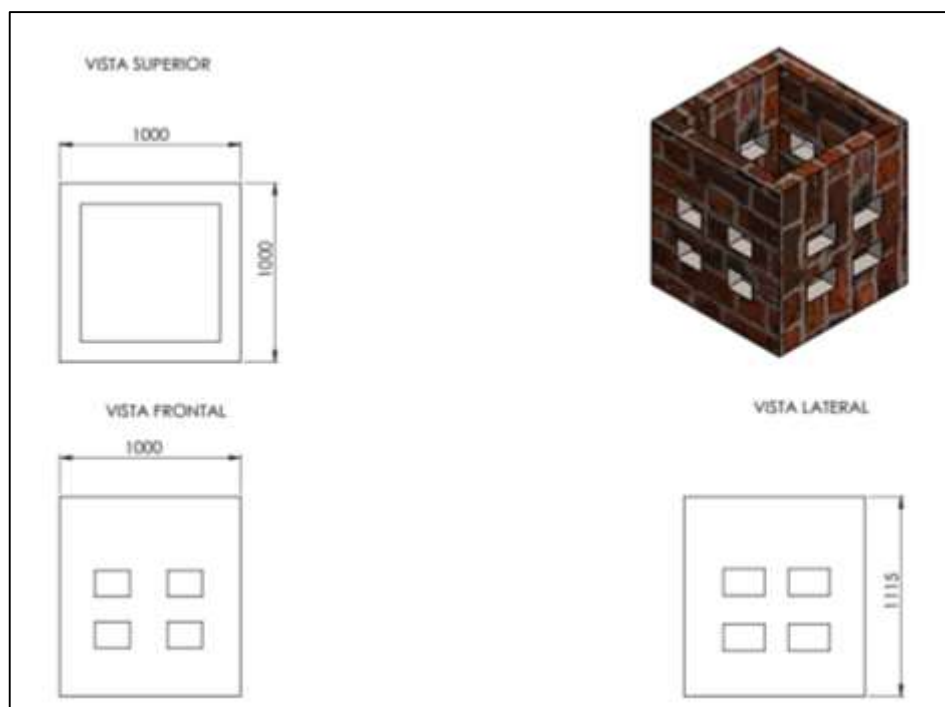 VISTA SUPERIOR
1000
1000
VISTA FRONTAL
1000
VISTA LATERAL
1115